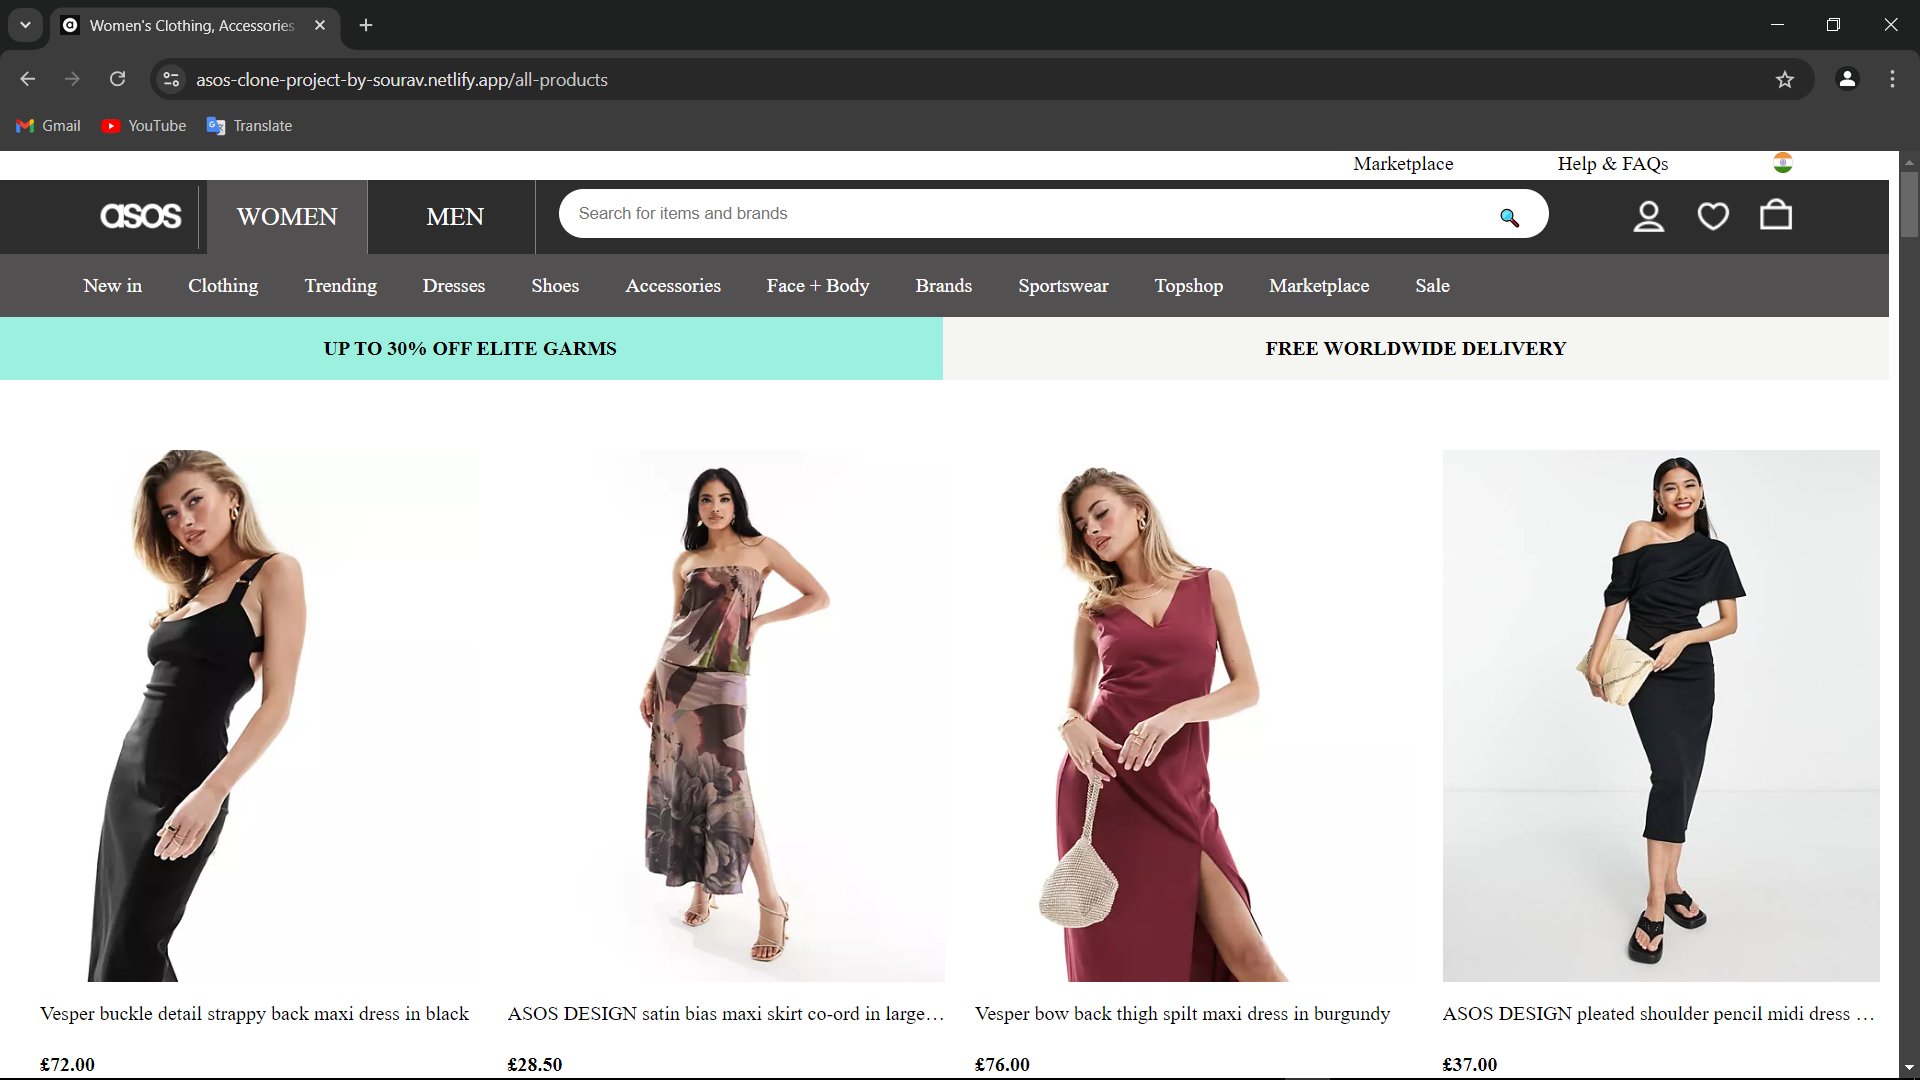 Women's Clothing, Accessories
asos-clone-project-by-sourav.netlify.app/all-products
Gmail YouTube Translate
Marketplace Help & FAQs
asos WOMEN MEN Search for items and brands
New in Clothing Trending Dresses Shoes Accessories Face + Body Brands Sportswear Topshop Marketplace Sale
UP TO 30% OFF ELITE GARMS FREE WORLDWIDE DELIVERY
Vesper buckle detail strappy back maxi dress in black ASOS DESIGN satin bias maxi skirt co-ord in large... Vesper bow back thigh spilt maxi dress in burgundy ASOS DESIGN pleated shoulder pencil midi dress ...
£72.00 £28.50 £76.00 £37.00